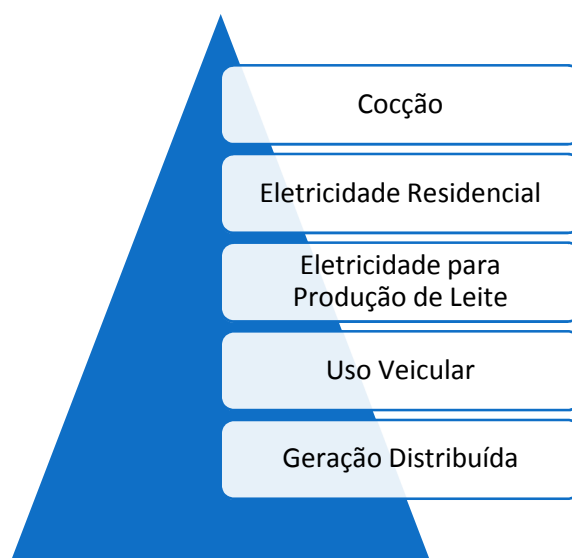 Cocção
Eletricidade Residencial
Eletricidade para
Produção de Leite
Uso Veicular
Geração Distribuída